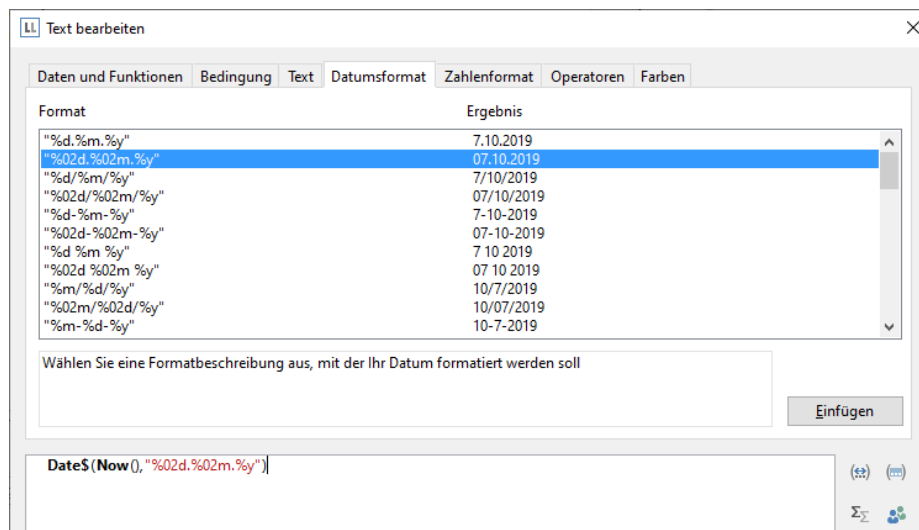 LL Text bearbeiten
Daten und Funktionen Bedingung Text Datumsformat Zahlenformat Operatoren Farben
Format Ergebnis
"%d.%m.%y" 7.10.2019
"%02d.%02m.%y" 07.10.2019
"%d/%m/%y" 7/10/2019
"%02d/%02m/%y" 07/10/2019
"%d-%m-%y" 7-10-2019
"%02d-%02m-%y" 07-10-2019
"%d %m %y" 7 10 2019
"%02d %02m %y" 07 10 2019
"%m/%d/%y" 10/7/2019
"%02m/%02d/%y" 10/07/2019
"%m-%d-%y" 10-7-2019
Wählen Sie eine Formatbeschreibung aus, mit der Ihr Datum formatiert werden soll
Einfügen
Date$(Now(),"%02d.%02m.%y")
ΣΣ